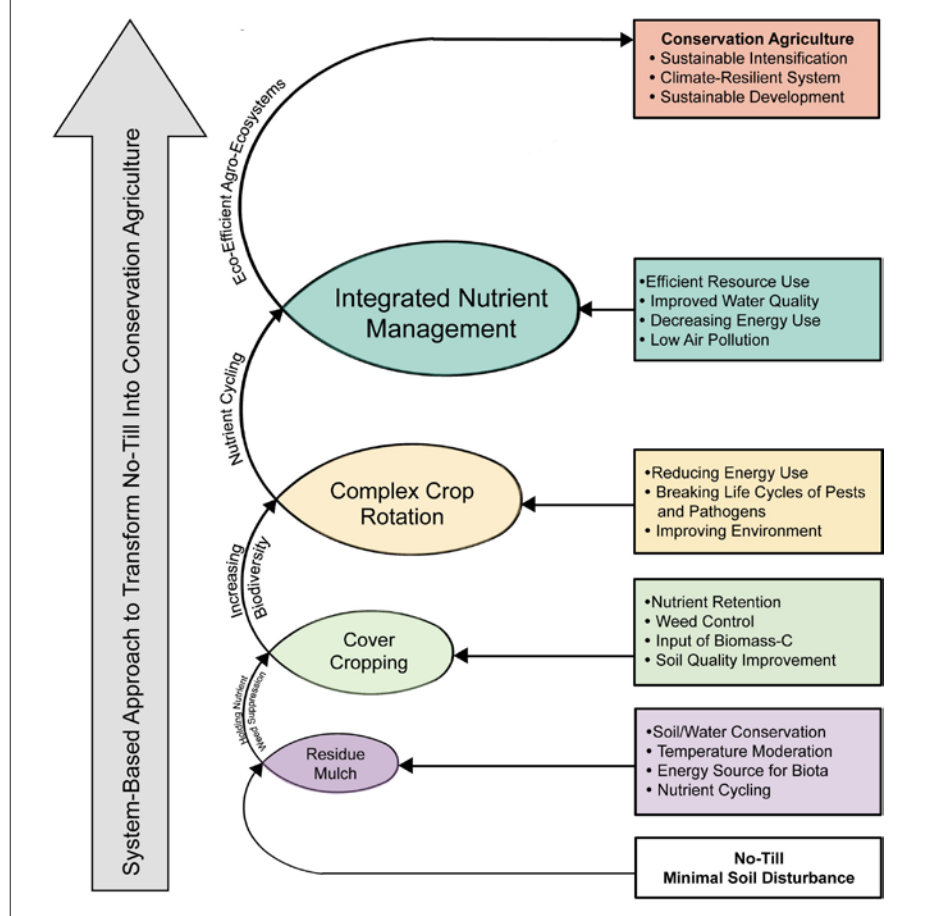 System-Based Approach to Transform No-Till Into Conservation Agriculture
Conservation Agriculture
• Sustainable Intensification
• Climate-Resilient System
• Sustainable Development
Eco-Efficient Agro-Ecosystems
Integrated Nutrient
Management
•Efficient Resource Use
• Improved Water Quality
• Decreasing Energy Use
• Low Air Pollution
Nutrient Cycling
Complex Crop
Rotation
•Reducing Energy Use
• Breaking Life Cycles of Pests
and Pathogens
• Improving Environment
Increasing
Biodiversity
Cover
Cropping
•Nutrient Retention
• Weed Control
• Input of Biomass-C
• Soil Quality Improvement
Holding Nutrient
Weed Suppression
Residue
Mulch
•Soil/Water Conservation
• Temperature Moderation
• Energy Source for Biota
• Nutrient Cycling
No-Till
Minimal Soil Disturbance